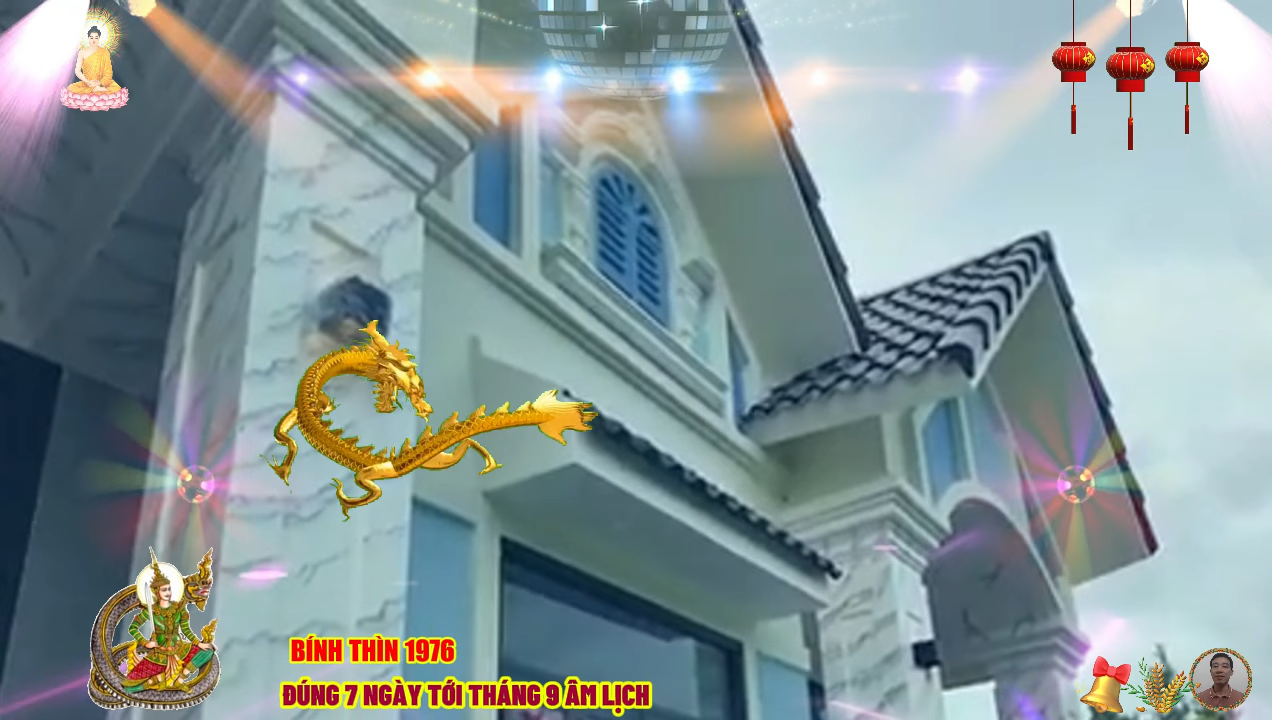 BÍNH THÌN 1976
ĐÚNG 7 NGÀY TỚI THÁNG 9 ÂM LỊCH